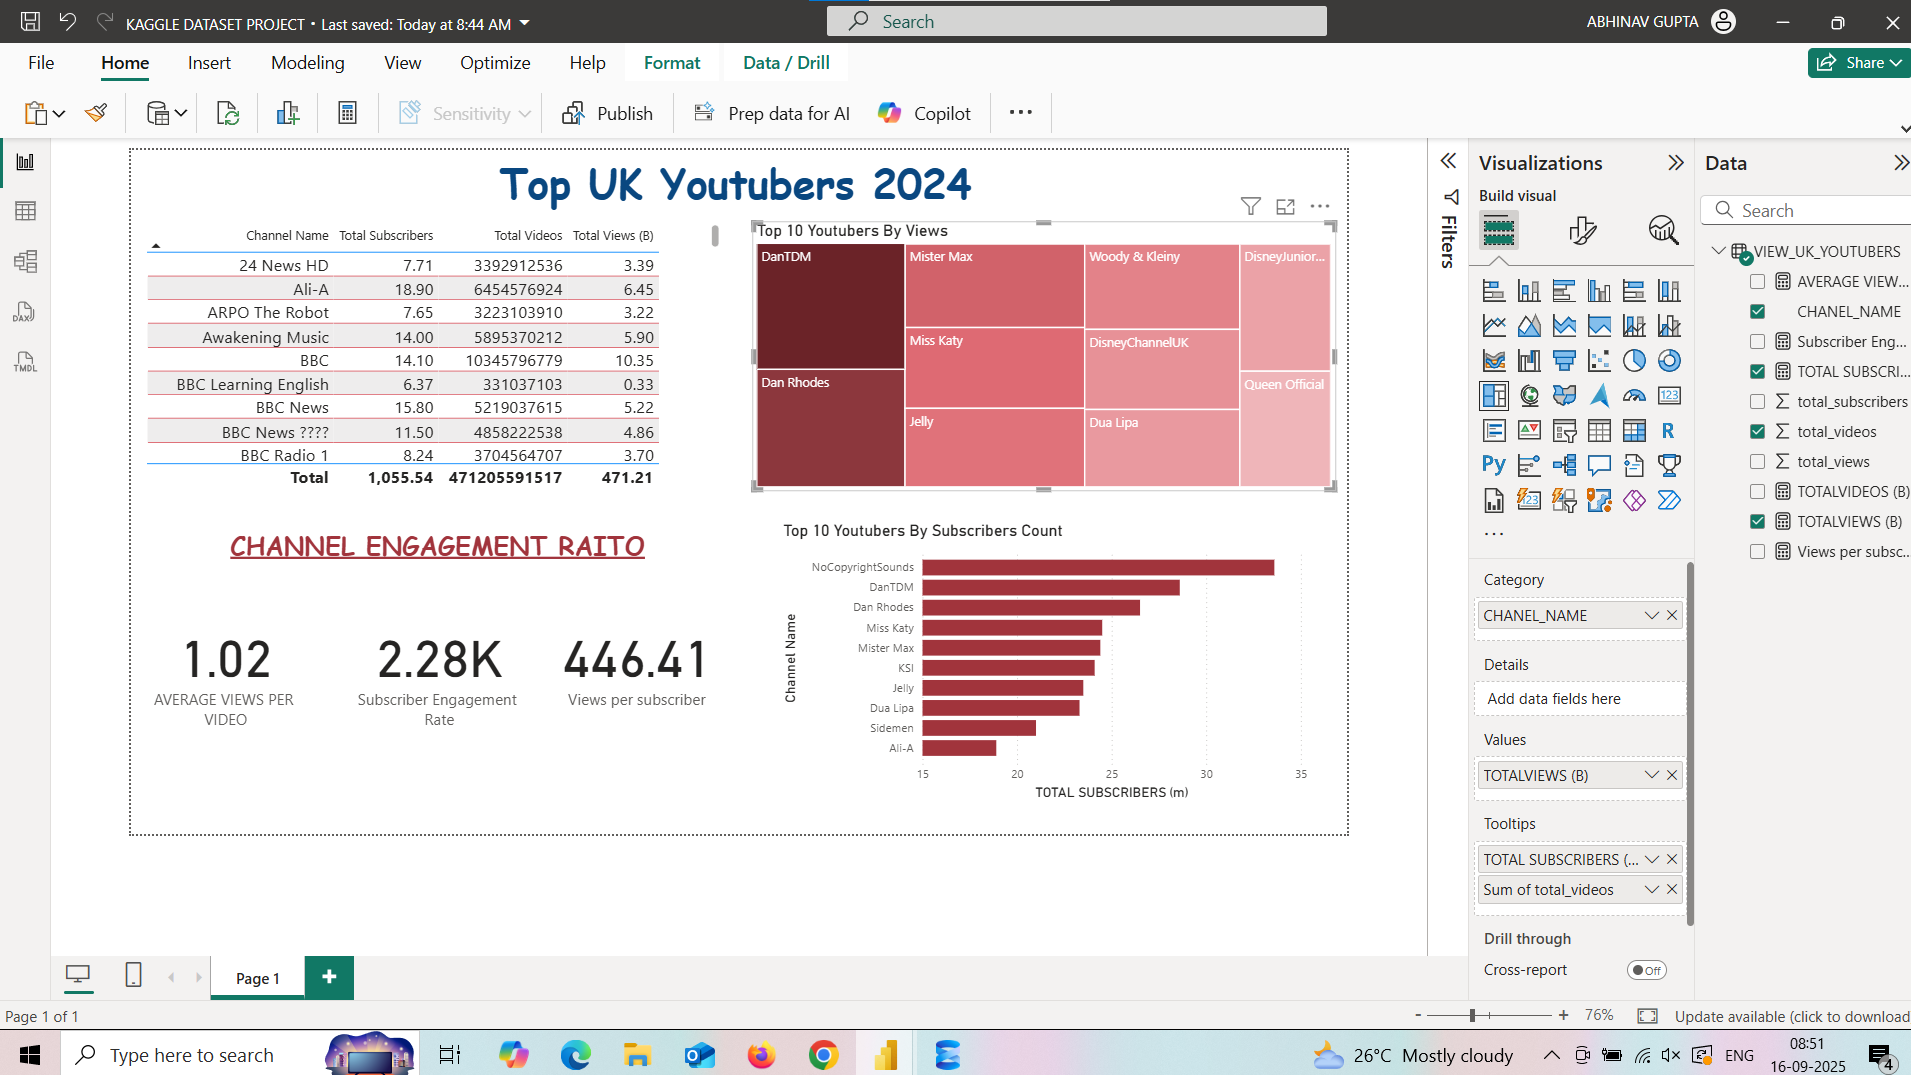 KAGGLE DATASET PROJECT • Last saved: Today at 8:44 AM
Search
ABHINAV GUPTA
File Home Insert Modeling View Optimize Help Format Data / Drill
Share
Sensitivity Publish Prep data for AI Copilot
Top UK Youtubers 2024
Channel Name Total Subscribers Total Videos Total Views (B)
24 News HD 7.71 3392912536 3.39
Ali-A 18.90 6454576924 6.45
ARPO The Robot 7.65 3223103910 3.22
Awakening Music 14.00 5895370212 5.90
BBC 14.10 10345796779 10.35
BBC Learning English 6.37 331037103 0.33
BBC News 15.80 5219037615 5.22
BBC News ???? 11.50 4858222538 4.86
BBC Radio 1 8.24 3704564707 3.70
Total 1,055.54 471205591517 471.21
Top 10 Youtubers By Views
DanTDM
Mister Max
Woody & Kleiny
DisneyJunior...
Miss Katy
DisneyChannelUK
Dan Rhodes
Queen Official
Jelly
Dua Lipa
CHANNEL ENGAGEMENT RAITO
1.02
AVERAGE VIEWS PER
VIDEO
2.28K
Subscriber Engagement
Rate
446.41
Views per subscriber
Top 10 Youtubers By Subscribers Count
Channel Name
NoCopyrightSounds
DanTDM
Dan Rhodes
Miss Katy
Mister Max
KSI
Jelly
Dua Lipa
Sidemen
Ali-A
15 20 25 30 35
TOTAL SUBSCRIBERS (m)
Filters
Visualizations
Build visual
123
R
Py
123
Category
CHANEL_NAME
Details
Add data fields here
Values
TOTALVIEWS (B)
Tooltips
TOTAL SUBSCRIBERS (...
Sum of total_videos
Drill through
Cross-report
Off
Data
Search
VIEW_UK_YOUTUBERS
AVERAGE VIEW...
CHANEL_NAME
Subscriber Eng...
TOTAL SUBSCRI...
total_subscribers
total_videos
total_views
TOTALVIDEOS (B)
TOTALVIEWS (B)
Views per subsc...
DAX
TMDL
Page 1
Page 1 of 1
- + 76%
Update available (click to download
Type here to search
26°C Mostly cloudy
ENG
08:51
16-09-2025
4